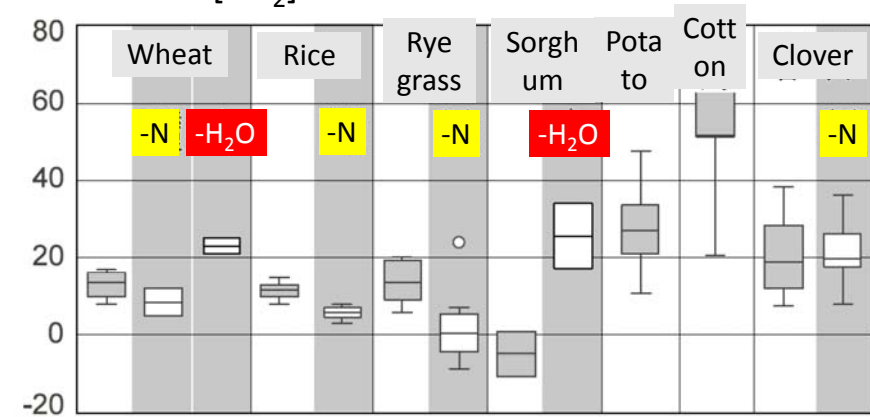 80
60
40
20
0
-20
Wheat
Rice
Rye
grass
Sorgh
um
Pota
to
Cott
on
Clover
-N
-H₂O
-N
-N
-H₂O
-N